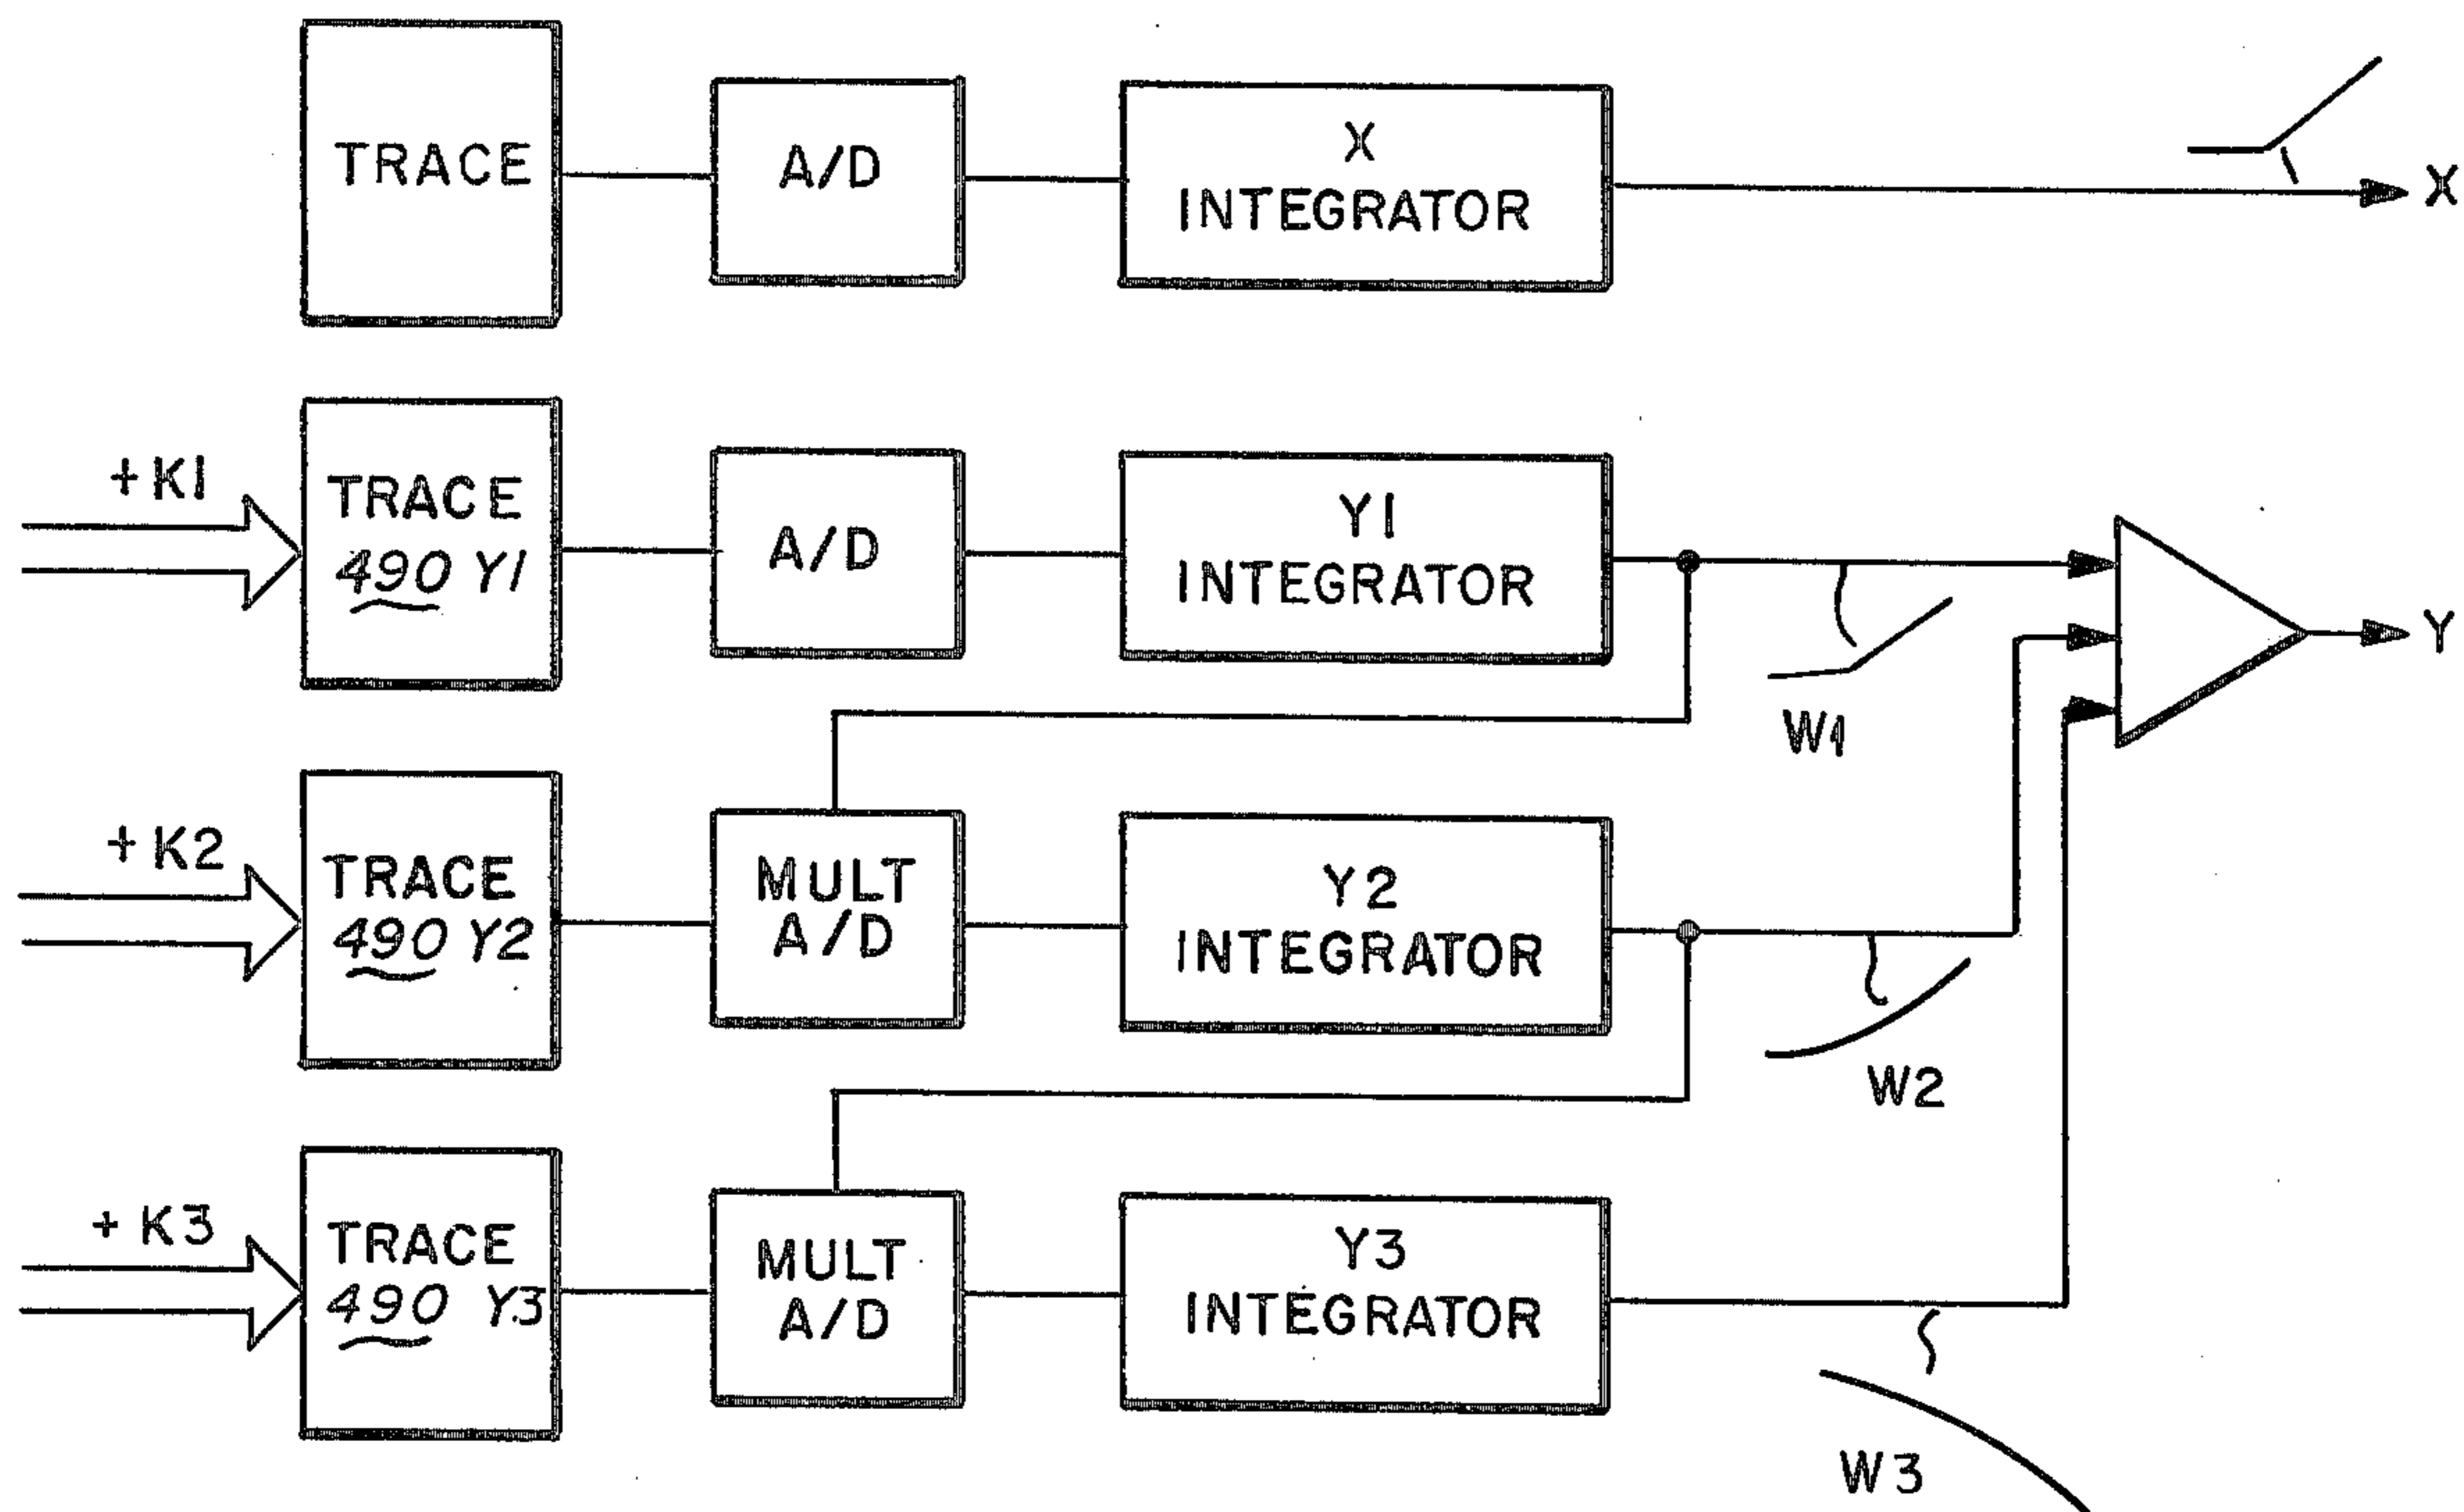 TRACE
A/D
X
INTEGRATOR
X
+ K1
TRACE
490 Y1
A/D
Y1
INTEGRATOR
W1
Y
+ K2
TRACE
490 Y2
MULT
A/D
Y2
INTEGRATOR
W2
+ K3
TRACE
490 Y3
MULT
A/D
Y3
INTEGRATOR
W3